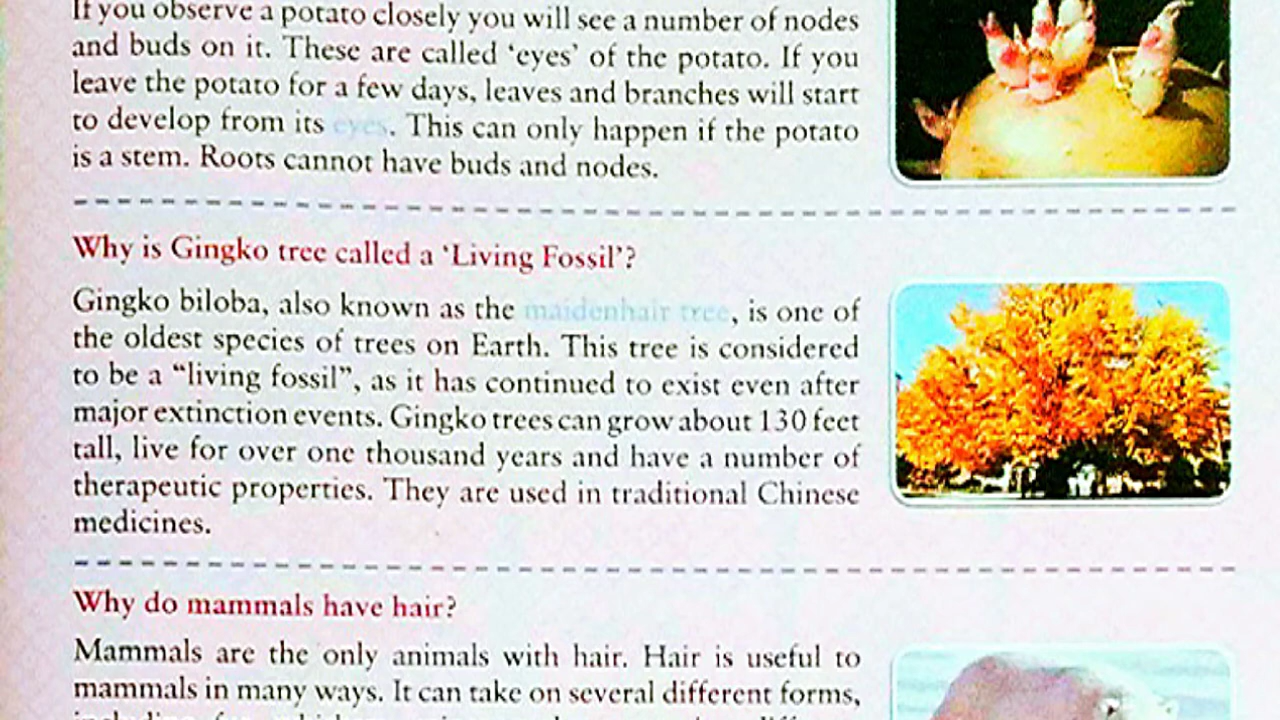 If you observe a potato closely you will see a number of nodes
and buds on it. These are called ‘eyes’ of the potato. If you
leave the potato for a few days, leaves and branches will start
to develop from its eyes. This can only happen if the potato
is a stem. Roots cannot have buds and nodes.
Why is Gingko tree called a ‘Living Fossil’?
Gingko biloba, also known as the maidenhair tree, is one of
the oldest species of trees on Earth. This tree is considered
to be a “living fossil”, as it has continued to exist even after
major extinction events. Gingko trees can grow about 130 feet
tall, live for over one thousand years and have a number of
therapeutic properties. They are used in traditional Chinese
medicines.
Why do mammals have hair?
Mammals are the only animals with hair. Hair is useful to
mammals in many ways. It can take on several different forms,